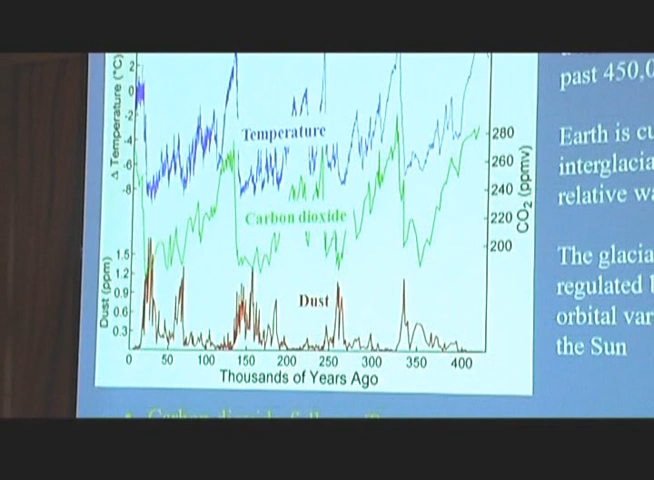 Δ Temperature (°C)
2
0
-2
-4
-6
-8
Temperature
Carbon dioxide
280
260
240
220
200
CO2 (ppmv)
Dust (ppm)
1.5
1.2
0.9
0.6
0.3
Dust
0 50 100 150 200 250 300 350 400
Thousands of Years Ago
past 450,0
Earth is cu
interglacia
relative wa
The glacia
regulated
orbital var
the Sun
Carbon dioxide